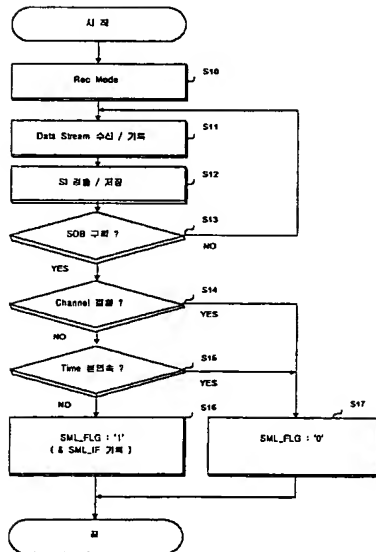 시 작
Rec Mode
S10
S11
Data Stream 수신 / 기록
S12
SI 검출 / 저장
S13
SOB 구획 ?
NO
YES
S14
Channel ?
YES
NO
S15
Time 불연속 ?
YES
NO
S16
S17
SML_FLG : '1'
( & SML_IF 기록 )
SML_FLG : '0'
끝